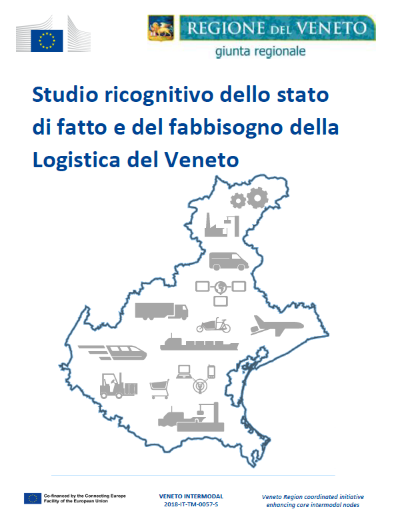 REGIONE DEL VENETO
giunta regionale
Studio ricognitivo dello stato
di fatto e del fabbisogno della
Logistica del Veneto
Co-financed by the Connecting Europe
Facility of the European Union
VENETO INTERMODAL
2018-IT-TM-0057-S
Veneto Region coordinated initiative
enhancing core intermodal nodes